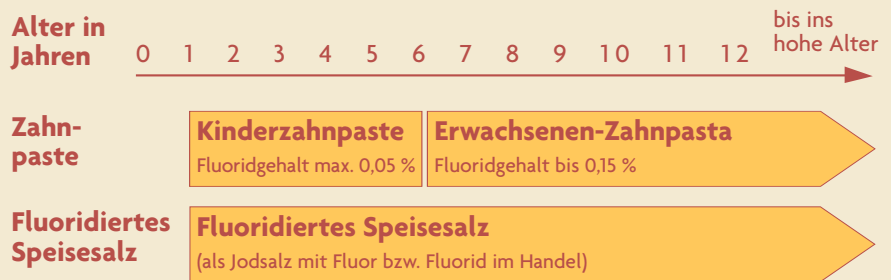 Alter in
Jahren
0 1 2 3 4 5 6 7 8 9 10 11 12
bis ins
hohe Alter
Zahn-
paste
Kinderzahnpaste
Fluoridgehalt max. 0,05 %
Erwachsenen-Zahnpasta
Fluoridgehalt bis 0,15 %
Fluoridiertes
Speisesalz
Fluoridiertes Speisesalz
(als Jodsalz mit Fluor bzw. Fluorid im Handel)